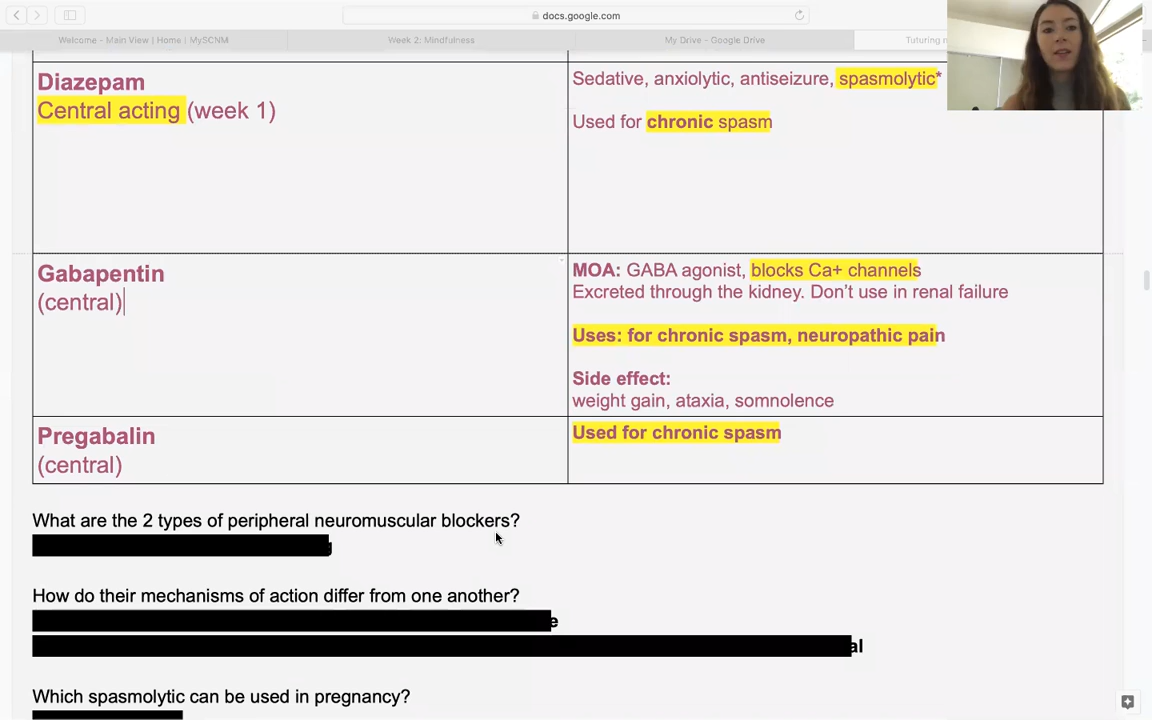 docs.google.com
Welcome - Main View | Home | MySCNM
Week 2: Mindfulness
My Drive - Google Drive
Tutoring
Diazepam
Central acting (week 1)
Sedative, anxiolytic, antiseizure, spasmolytic*
Used for chronic spasm
Gabapentin
(central)
MOA: GABA agonist, blocks Ca+ channels
Excreted through the kidney. Don’t use in renal failure
Uses: for chronic spasm, neuropathic pain
Side effect:
weight gain, ataxia, somnolence
Pregabalin
(central)
Used for chronic spasm
What are the 2 types of peripheral neuromuscular blockers?
How do their mechanisms of action differ from one another?
e
al
Which spasmolytic can be used in pregnancy?